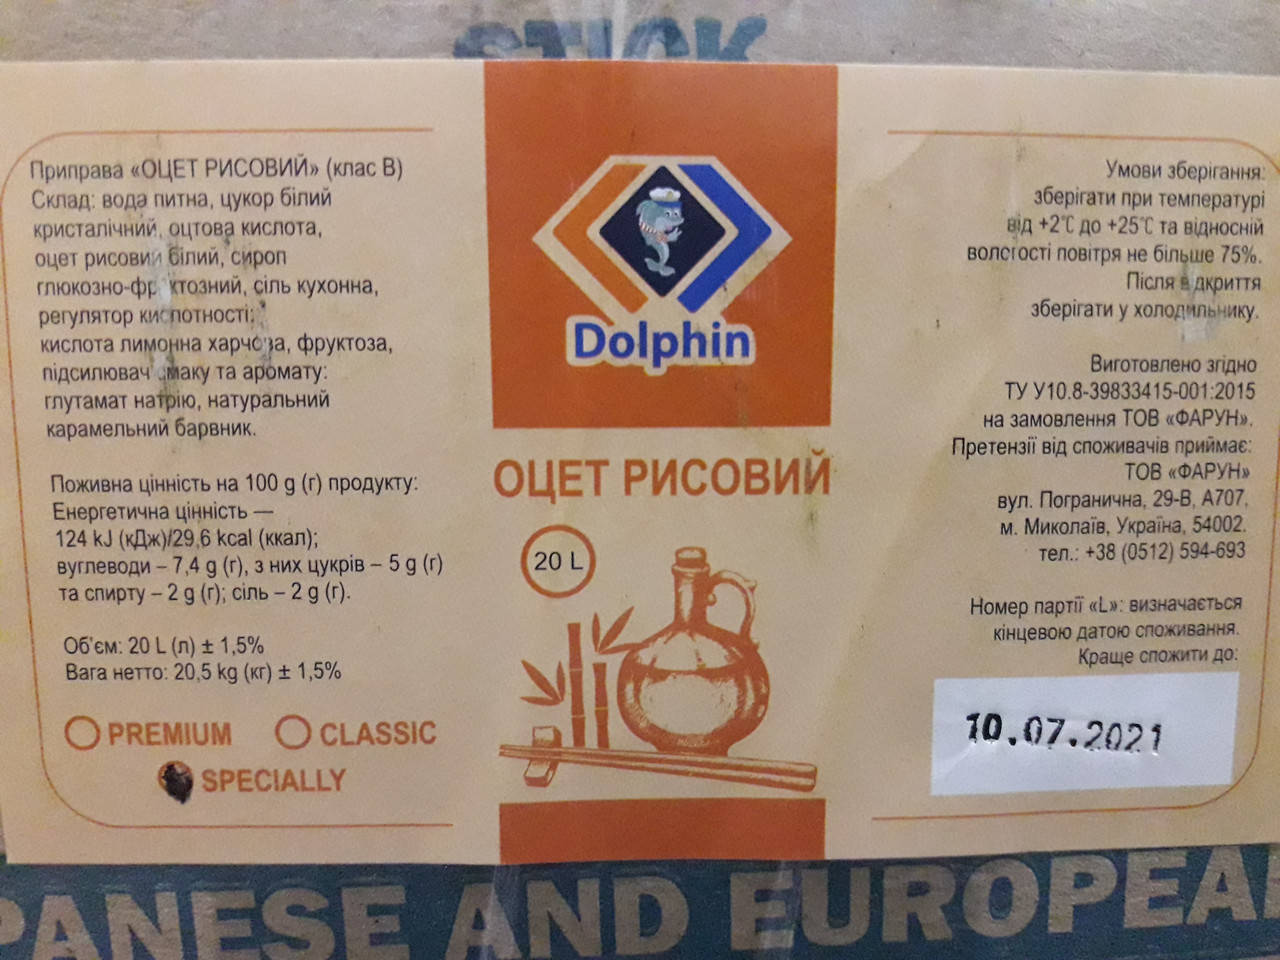 STICK
Приправа «ОЦЕТ РИСОВИЙ» (клас В)
Склад: вода питна, цукор білий
кристалічний, оцтова кислота,
оцет рисовий білий, сироп
глюкозно-фруктозний, сіль кухонна,
регулятор кислотності:
кислота лимонна харчова, фруктоза,
підсилювач смаку та аромату:
глутамат натрію, натуральний
карамельний барвник.
Поживна цінність на 100 g (г) продукту:
Енергетична цінність —
124 kJ (кДж)/29,6 kcal (ккал);
вуглеводи – 7,4 g (г), з них цукрів – 5 g (г)
та спирту – 2 g (г); сіль – 2 g (г).
Об'єм: 20 L (л) ± 1,5%
Вага нетто: 20,5 kg (кг) ± 1,5%
PREMIUM CLASSIC
SPECIALLY
Dolphin
ОЦЕТ РИСОВИЙ
20 L
Умови зберігання:
зберігати при температурі
від +2℃ до +25℃ та відносній
вологості повітря не більше 75%.
Після відкриття
зберігати у холодильнику.
Виготовлено згідно
ТУ У10.8-39833415-001:2015
на замовлення ТОВ «ФАРУН».
Претензії від споживачів приймає:
ТОВ «ФАРУН»
вул. Погранична, 29-В, А707,
м. Миколаїв, Україна, 54002.
тел.: +38 (0512) 594-693
Номер партії «L»: визначається
кінцевою датою споживання.
Краще спожити до:
10.07.2021
PANESE AND EUROPEA